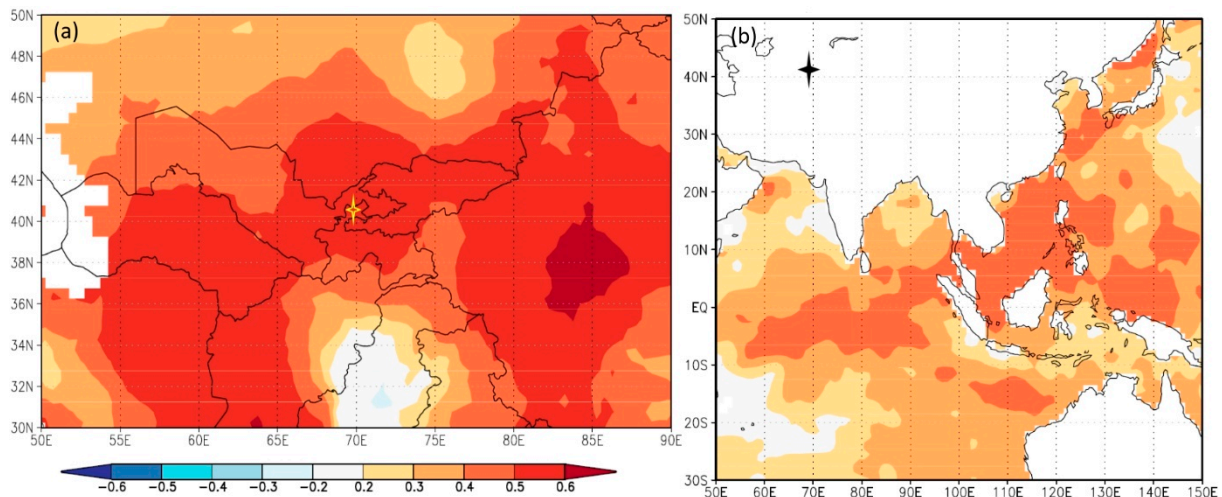 (a)
50N
48N
46N
44N
42N
40N
38N
36N
34N
32N
30N
50E 55E 60E 65E 70E 75E 80E 85E 90E
-0.6 -0.5 -0.4 -0.3 -0.2 0.2 0.3 0.4 0.5 0.6
(b)
50N
40N
30N
20N
10N
EQ
10S
20S
30S
50E 60E 70E 80E 90E 100E 110E 120E 130E 140E 150E